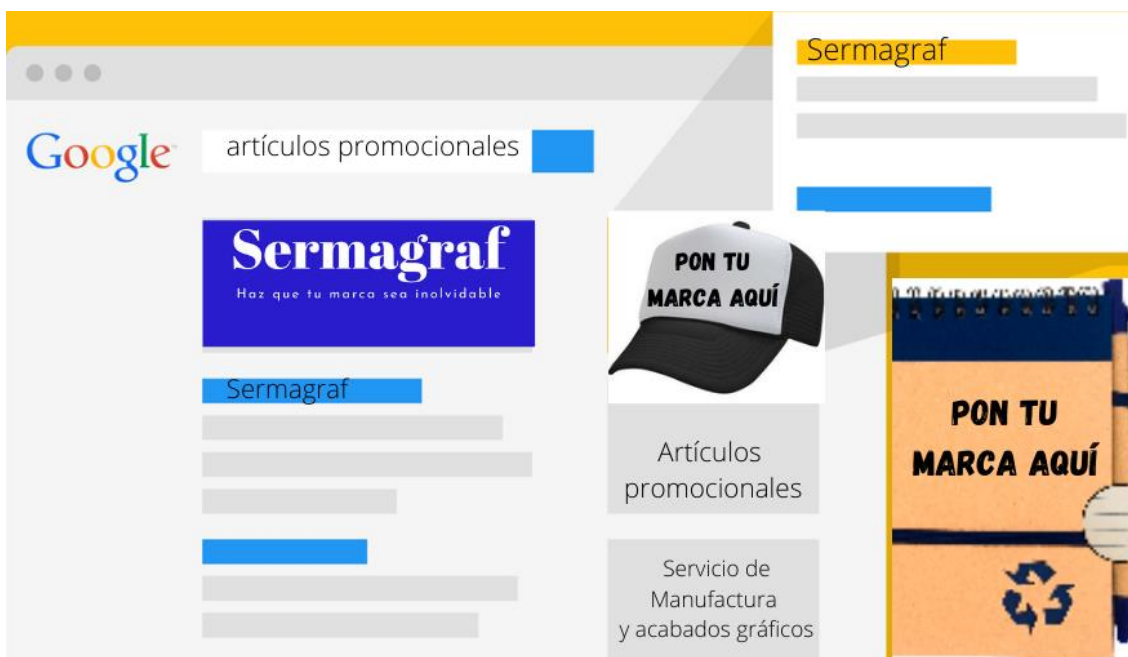 Sermagraf
Google
artículos promocionales
Sermagraf
Haz que tu marca sea inolvidable
PON TU
MARCA AQUÍ
Sermagraf
Artículos
promocionales
PON TU
MARCA AQUÍ
Servicio de
Manufactura
y acabados gráficos